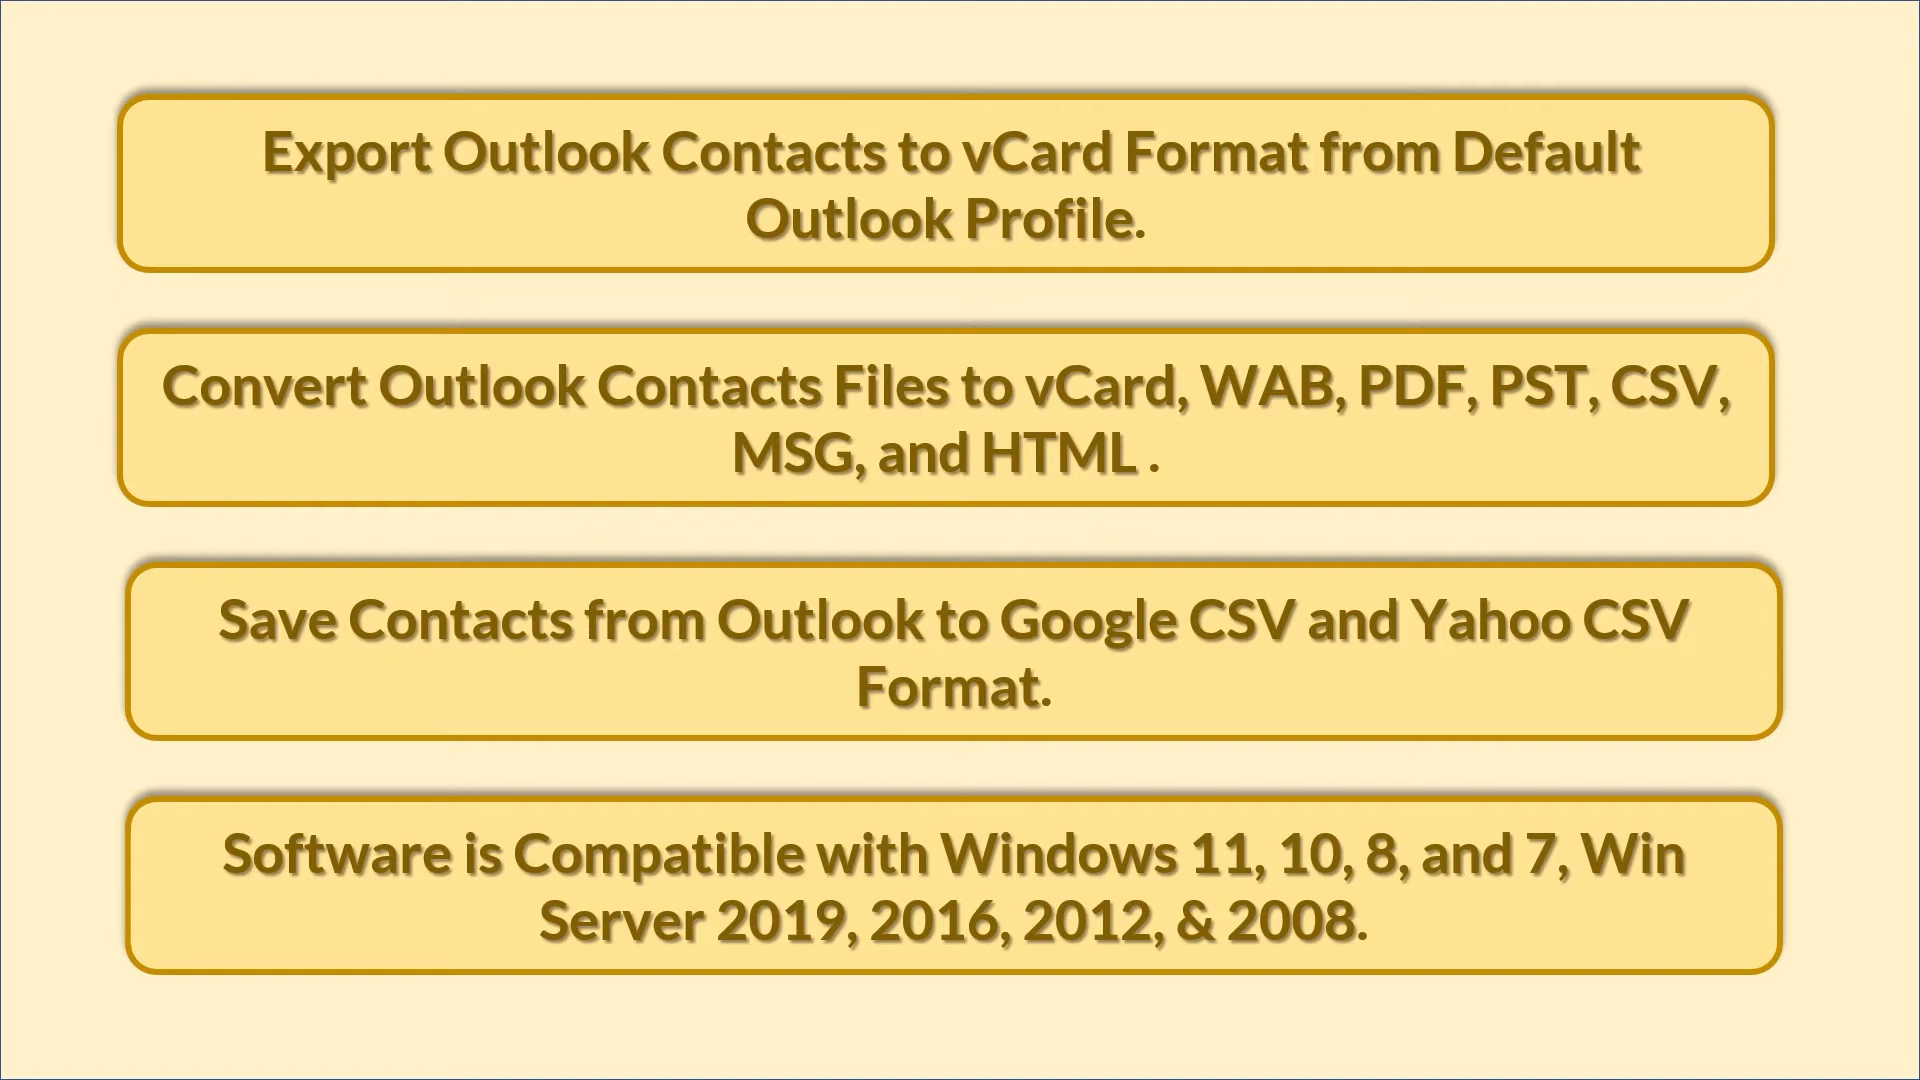 Export Outlook Contacts to vCard Format from Default
Outlook Profile.
Convert Outlook Contacts Files to vCard, WAB, PDF, PST, CSV,
MSG, and HTML .
Save Contacts from Outlook to Google CSV and Yahoo CSV
Format.
Software is Compatible with Windows 11, 10, 8, and 7, Win
Server 2019, 2016, 2012, & 2008.